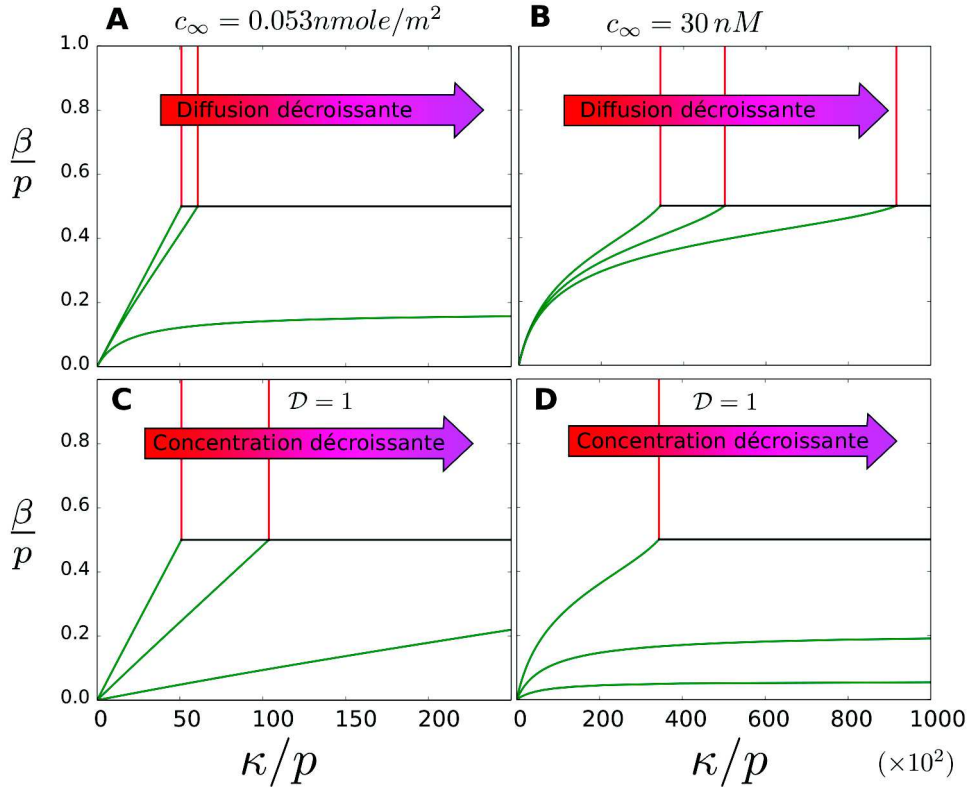 A c∞ = 0.053nmole/m²
B c∞ = 30 nM
1.0
0.8
0.6
0.4
0.2
0.0
β/p
Diffusion décroissante
Diffusion décroissante
C 𝒟 = 1
D 𝒟 = 1
0.8
0.6
0.4
0.2
0.0
β/p
Concentration décroissante
Concentration décroissante
0 50 100 150 200
0 200 400 600 800 1000
κ/p
κ/p (×10²)